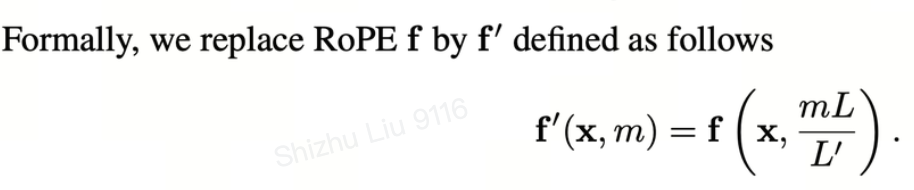 Formally, we replace RoPE f by f′ defined as follows
f′(x, m) = f(x, mL/L′).
Shizhu Liu 9116